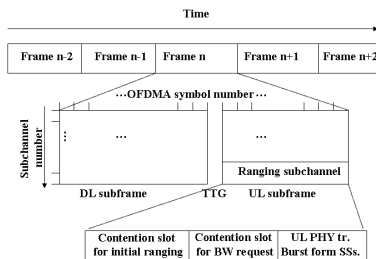 Time
Frame n-2 Frame n-1 Frame n Frame n+1 Frame n+2
...OFDMA symbol number...
Subchannel
number
... ...
Ranging subchannel
DL subframe TTG UL subframe
Contention slot
for initial ranging
Contention slot
for BW request
UL PHY tr.
Burst form SSs.